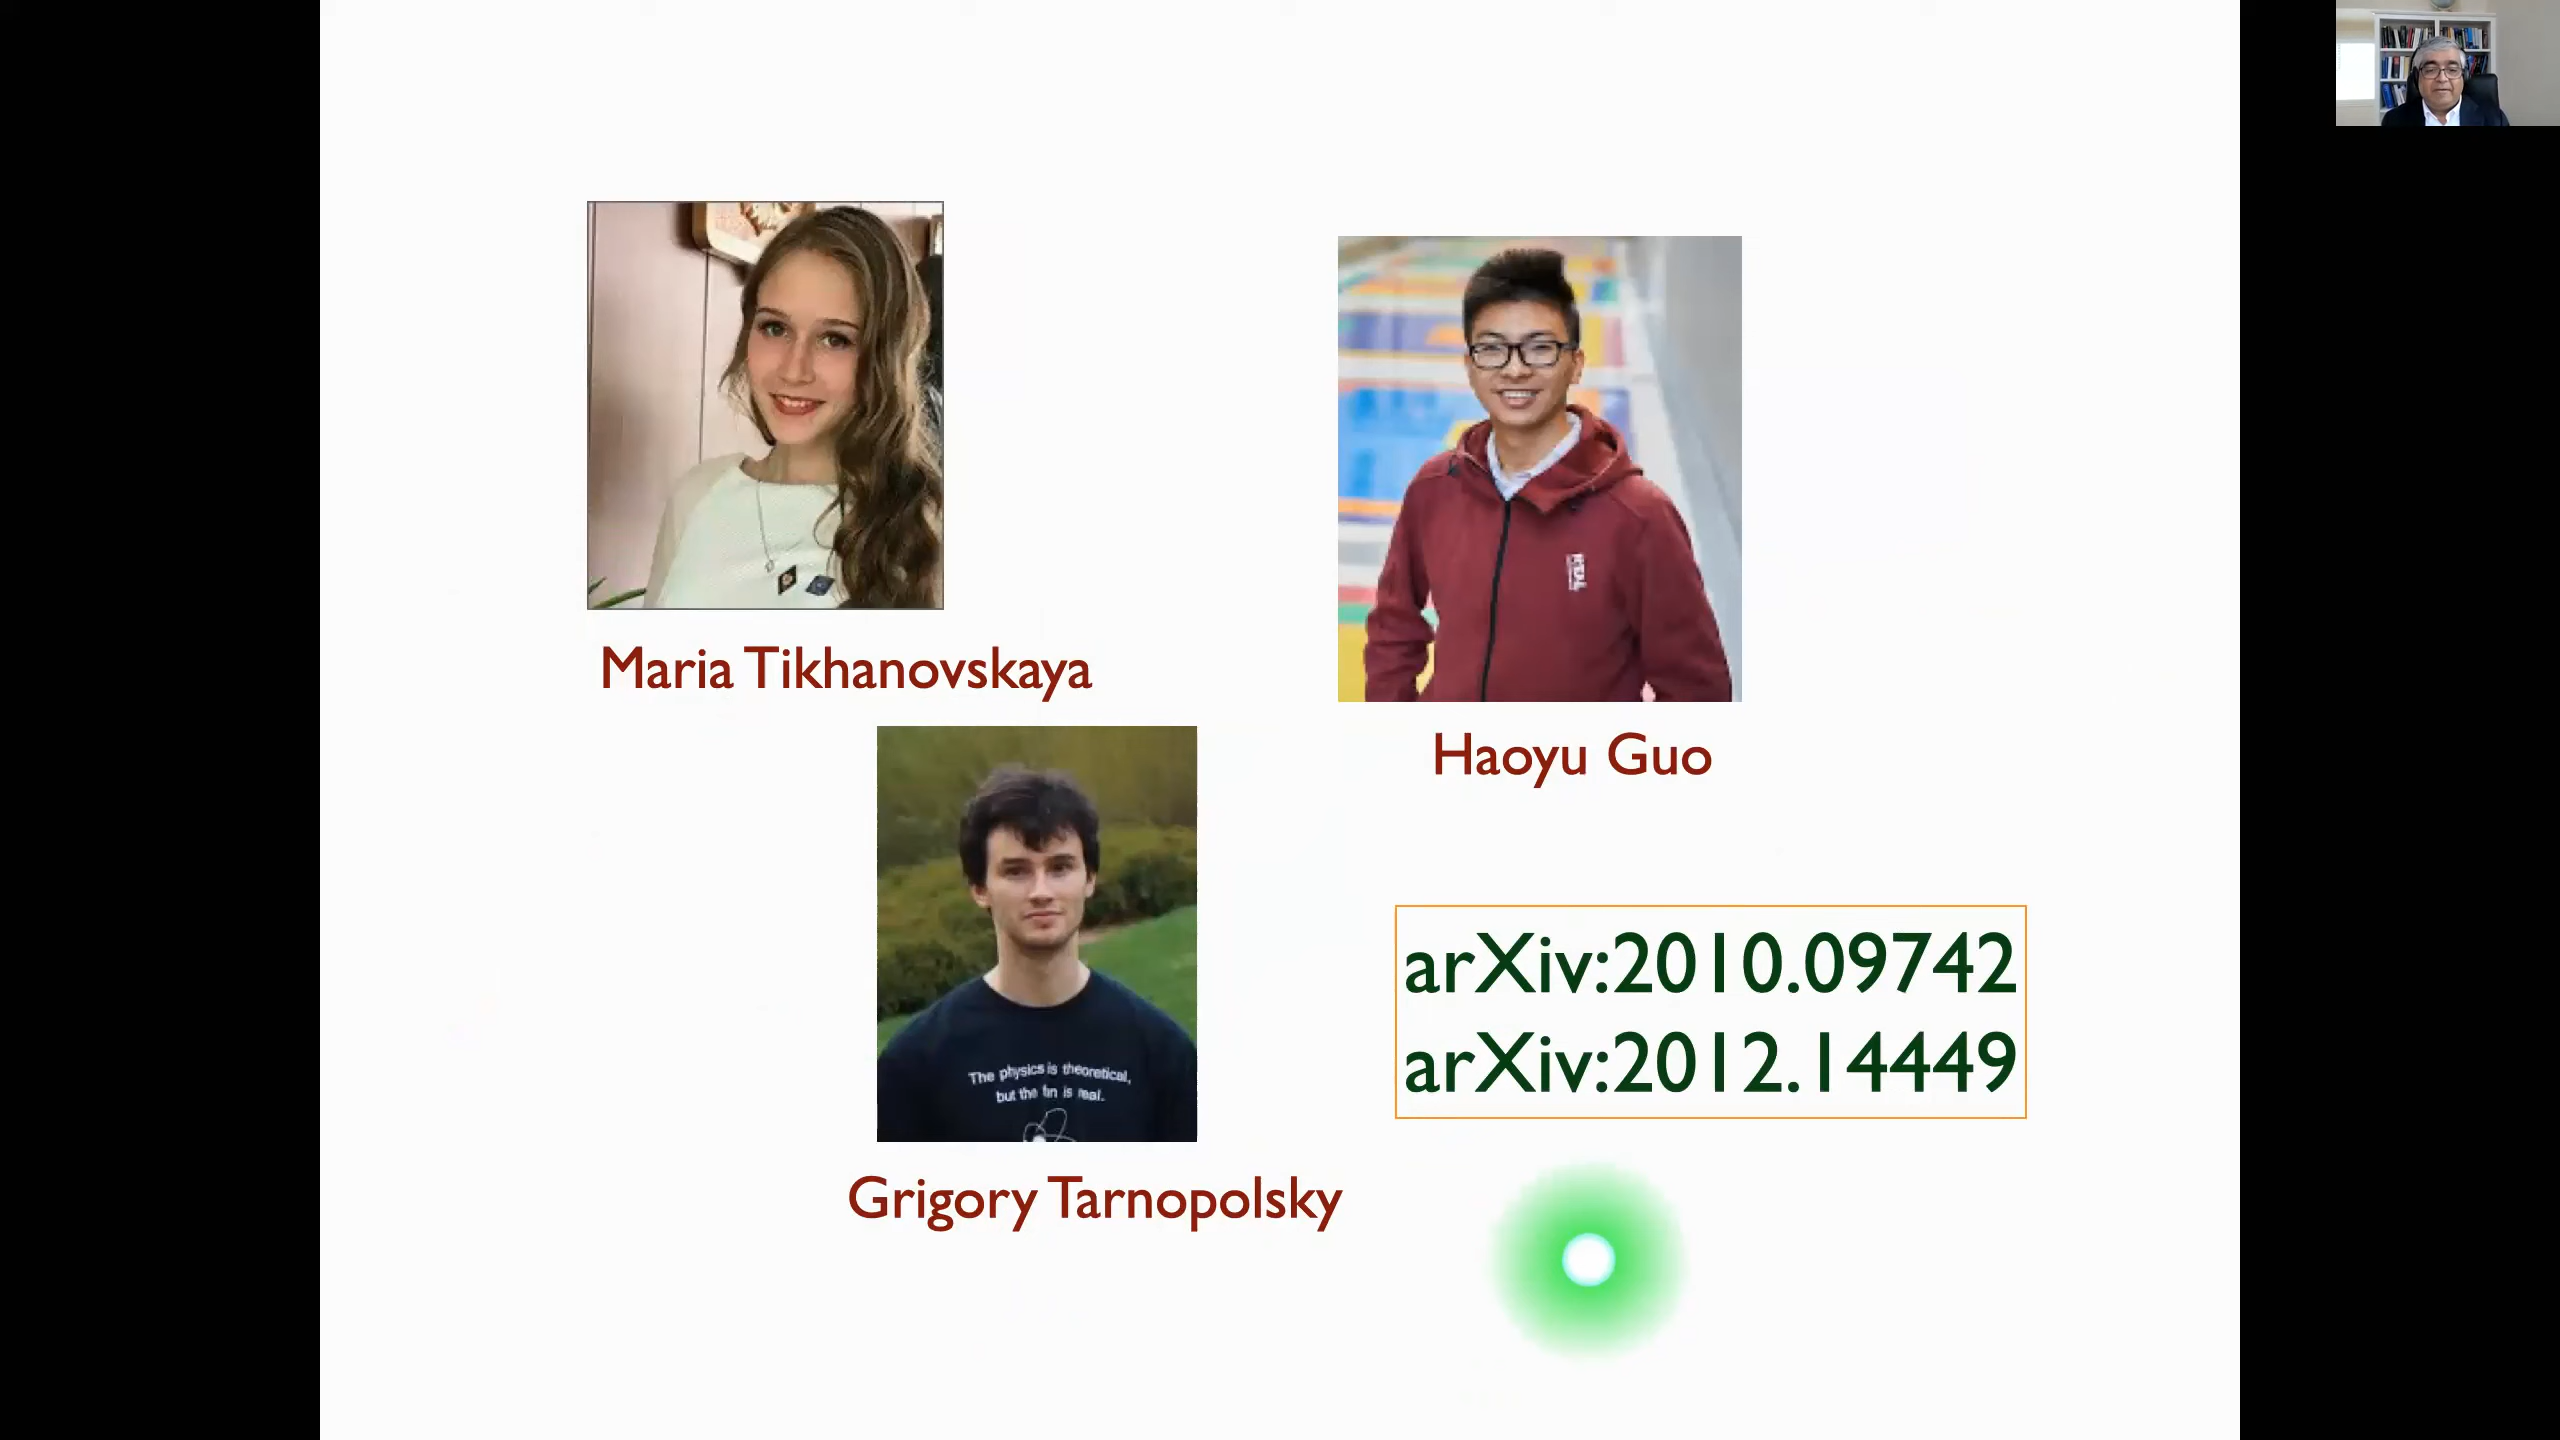 Maria Tikhanovskaya
Haoyu Guo
The physics is theoretical,
but the fun is real.
Grigory Tarnopolsky
arXiv:2010.09742
arXiv:2012.14449